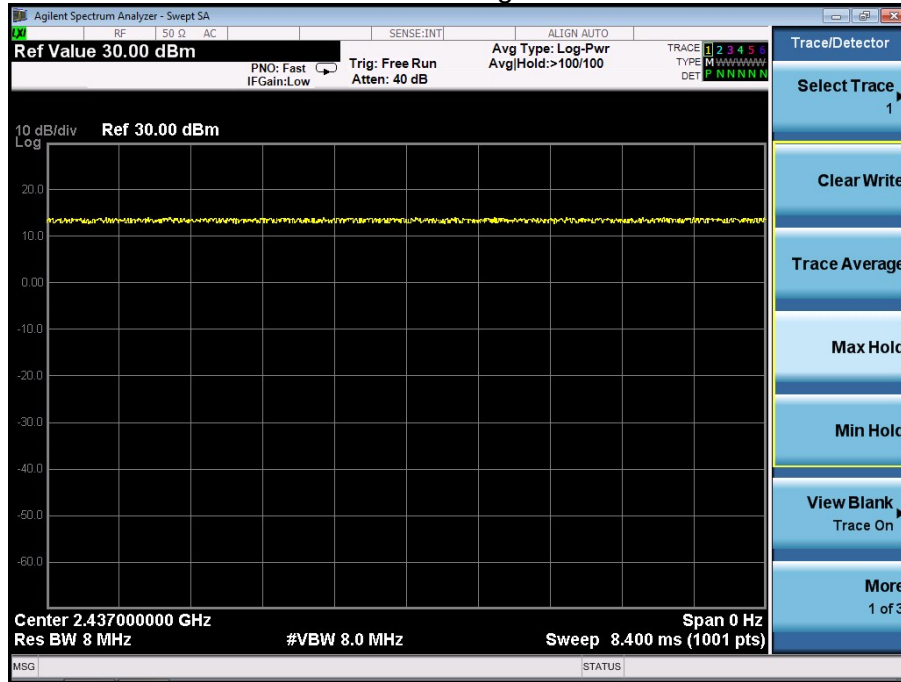 Agilent Spectrum Analyzer - Swept SA
LXI RF 50 Ω AC SENSE:INT ALIGN AUTO
Ref Value 30.00 dBm
PNO: Fast
IFGain:Low
Trig: Free Run
Atten: 40 dB
Avg Type: Log-Pwr
Avg|Hold:>100/100
TRACE 1 2 3 4 5 6
TYPE M WWWWW
DET P N N N N N
Trace/Detector
Select Trace
1
Clear Write
Trace Average
Max Hold
Min Hold
View Blank
Trace On
More
1 of 3
10 dB/div Ref 30.00 dBm
Log
20.0
10.0
0.00
-10.0
-20.0
-30.0
-40.0
-50.0
-60.0
Center 2.437000000 GHz Span 0 Hz
Res BW 8 MHz #VBW 8.0 MHz Sweep 8.400 ms (1001 pts)
MSG STATUS